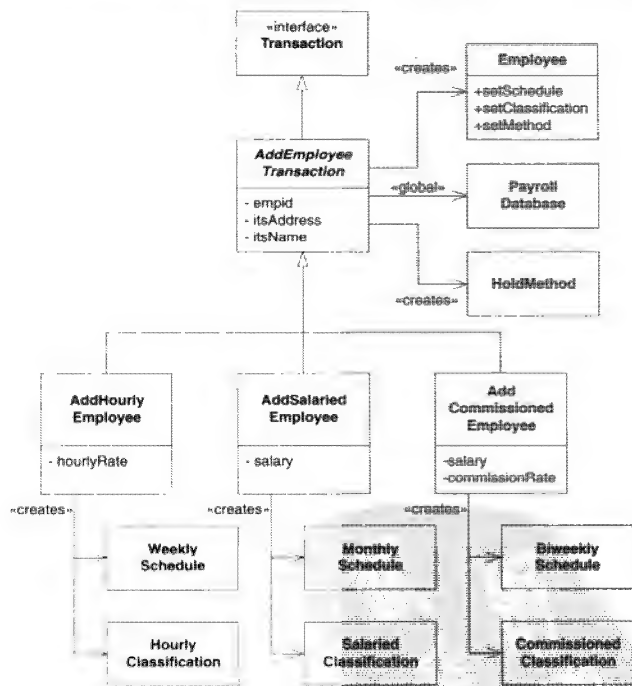 «interface»
Transaction
«creates»
Employee
+setSchedule
+setClassification
+setMethod
AddEmployee
Transaction
- empid
- itsAddress
- itsName
«global»
Payroll
Database
«creates»
HoldMethod
AddHourly
Employee
- hourlyRate
AddSalaried
Employee
- salary
Add
Commissioned
Employee
-salary
-commissionRate
«creates»
«creates»
«creates»
Weekly
Schedule
Monthly
Schedule
Biweekly
Schedule
Hourly
Classification
Salaried
Classification
Commissioned
Classification